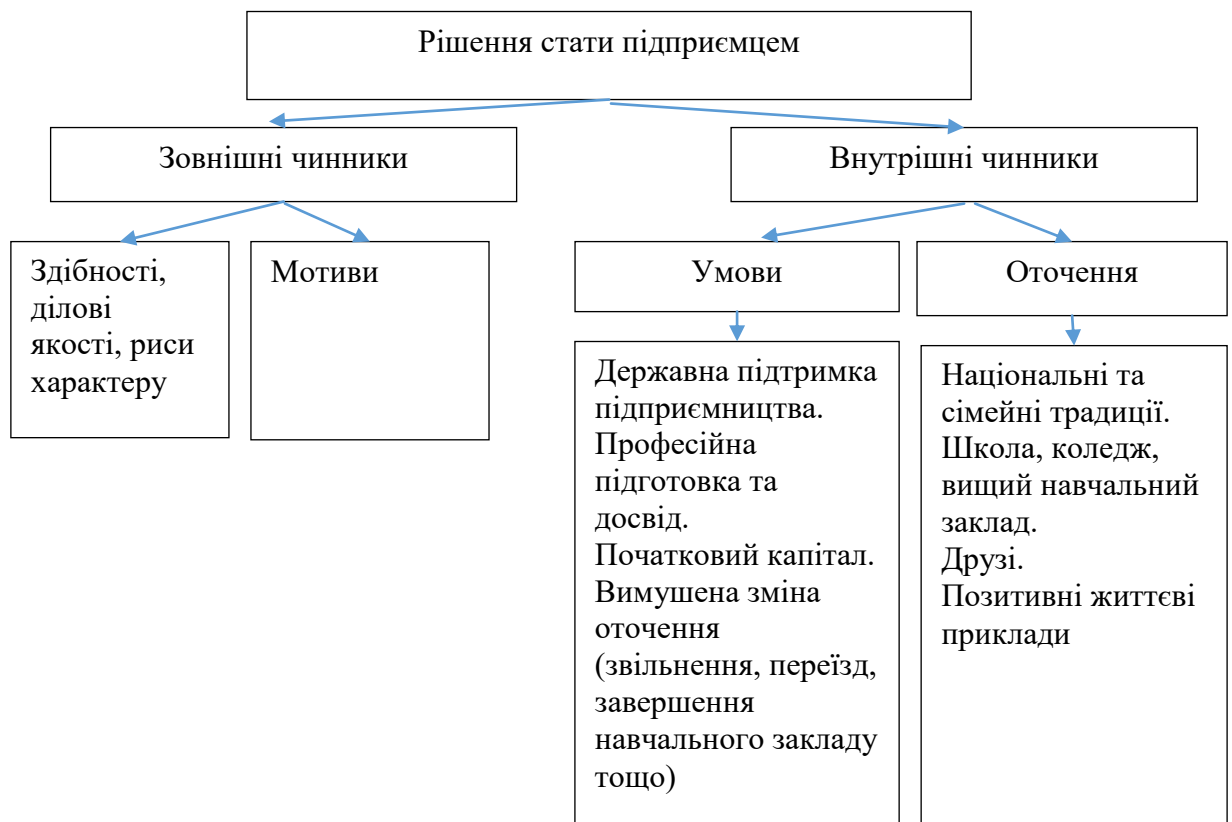 Рішення стати підприємцем
Зовнішні чинники
Внутрішні чинники
Здібності,
ділові
якості, риси
характеру
Мотиви
Умови
Оточення
Державна підтримка
підприємництва.
Професійна
підготовка та
досвід.
Початковий капітал.
Вимушена зміна
оточення
(звільнення, переїзд,
завершення
навчального закладу
тощо)
Національні та
сімейні традиції.
Школа, коледж,
вищий навчальний
заклад.
Друзі.
Позитивні життєві
приклади